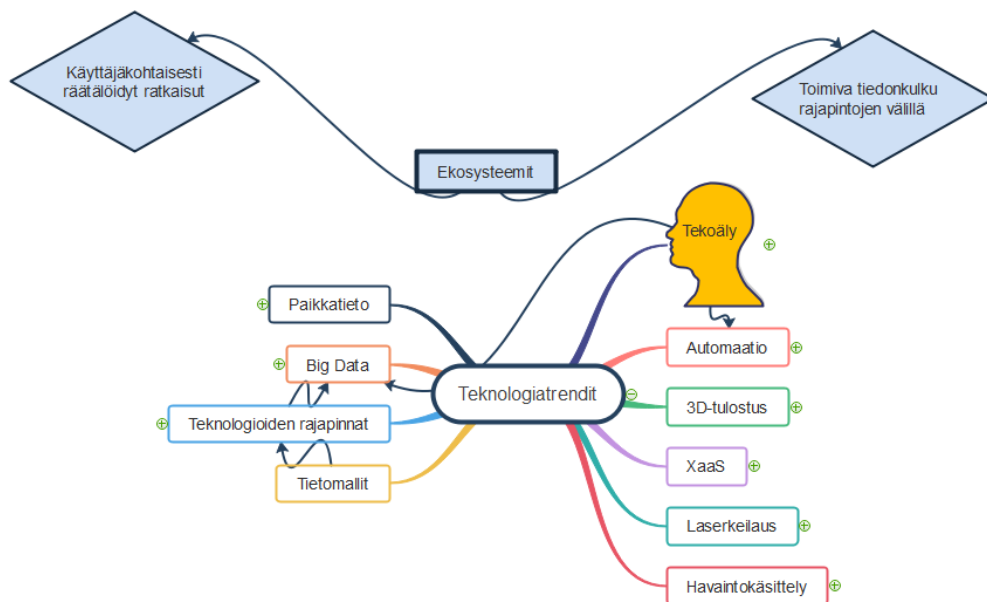 Käyttäjäkohtaisesti
räätälöidyt ratkaisut
Toimiva tiedonkulku
rajapintojen välillä
Ekosysteemit
Tekoäly
Paikkatieto
Big Data
Teknologioiden rajapinnat
Tietomallit
Teknologiatrendit
Automaatio
3D-tulostus
XaaS
Laserkeilaus
Havaintokäsittely